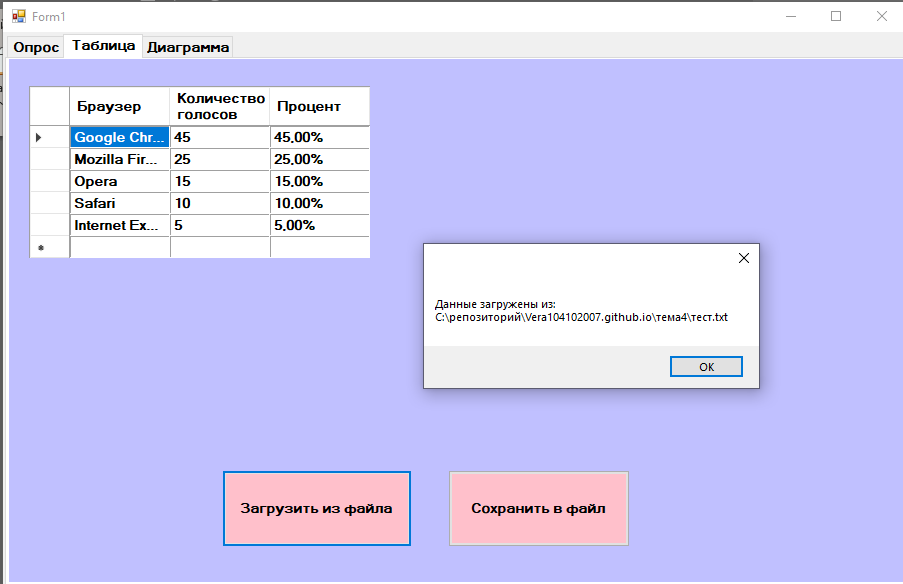 Form1
Опрос Таблица Диаграмма
Браузер Количество голосов Процент
Google Chr... 45 45.00%
Mozilla Fir... 25 25.00%
Opera 15 15.00%
Safari 10 10.00%
Internet Ex... 5 5.00%
Данные загружены из:
C:\репозиторий\Vera104102007.github.io\тема4\тест.txt
OK
Загрузить из файла Сохранить в файл